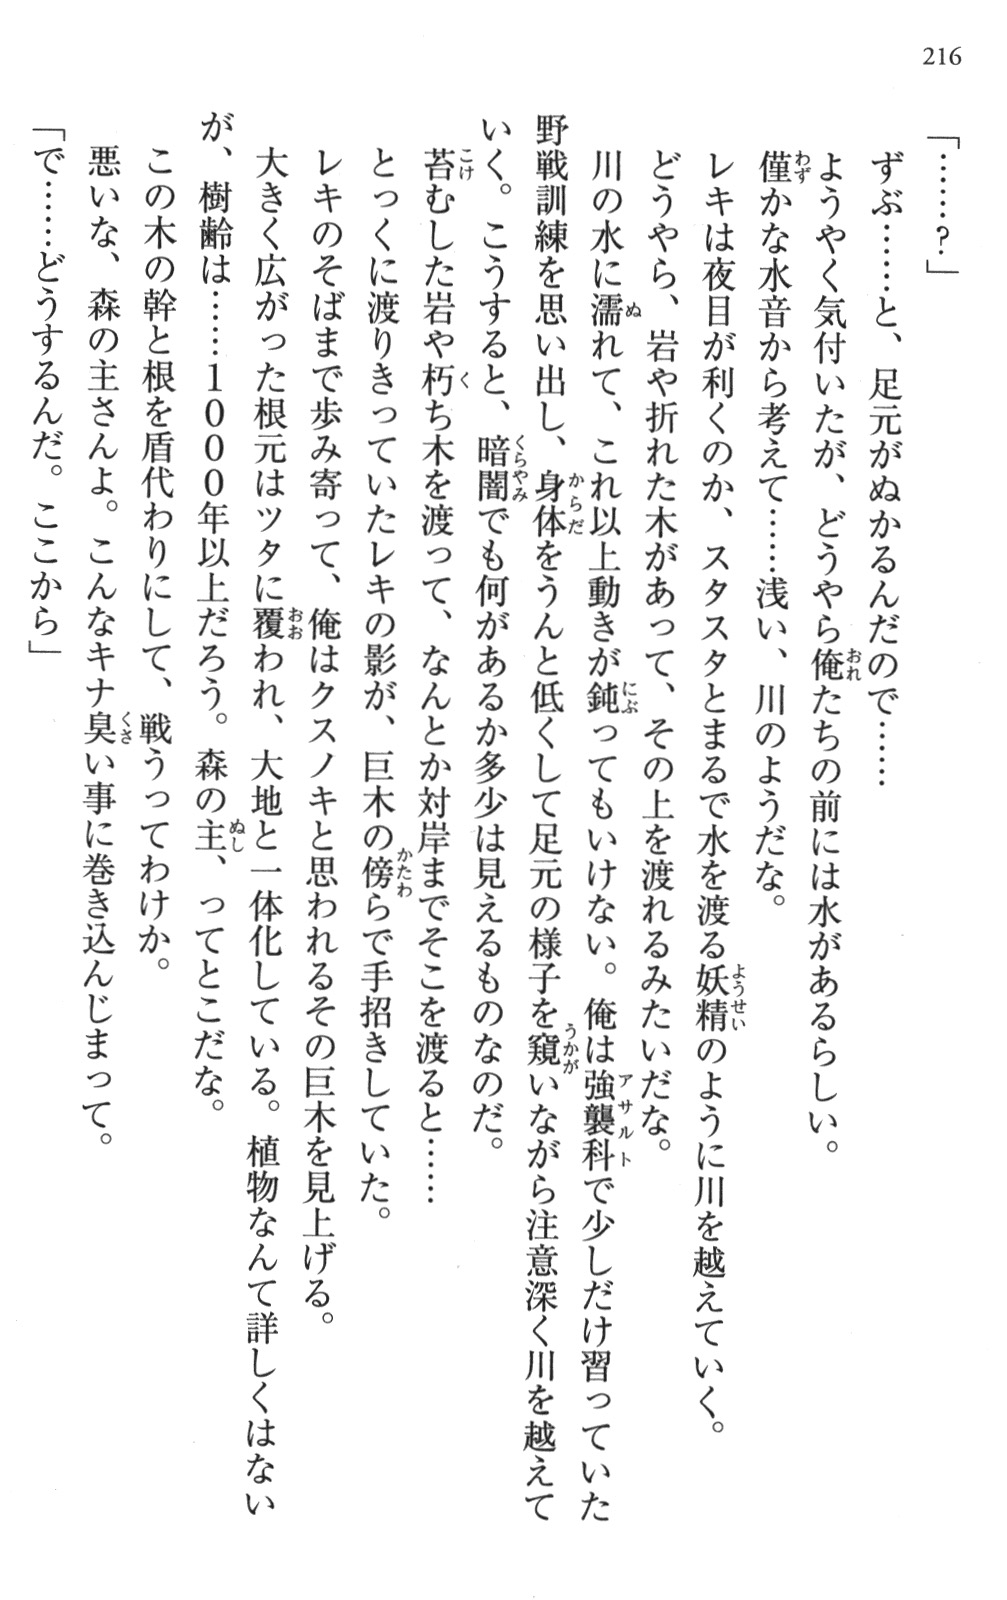 216
「……？」
ずぶ……と、足元がぬかるんだので……
ようやく気付いたが、どうやら俺たちの前には水があるらしい。
僅かな水音から考えて……浅い、川のようだな。
レキは夜目が利くのか、スタスタとまるで水を渡る妖精のように川を越えていく。
どうやら、岩や折れた木があって、その上を渡れるみたいだな。
川の水に濡れて、これ以上動きが鈍ってもいけない。俺は強襲科で少しだけ習っていた
野戦訓練を思い出し、身体をうんと低くして足元の様子を窺いながら注意深く川を越えて
いく。こうすると、暗闇でも何があるか多少は見えるものなのだ。
苔むした岩や朽ち木を渡って、なんとか対岸までそこを渡ると……
とっくに渡りきっていたレキの影が、巨木の傍らで手招きしていた。
レキのそばまで歩み寄って、俺はクスノキと思われるその巨木を見上げる。
大きく広がった根元はツタに覆われ、大地と一体化している。植物なんて詳しくはない
が、樹齢は……１０００年以上だろう。森の主、ってとこだな。
この木の幹と根を盾代わりにして、戦うってわけか。
悪いな、森の主さんよ。こんなキナ臭い事に巻き込んじまって。
「で……どうするんだ。ここから」